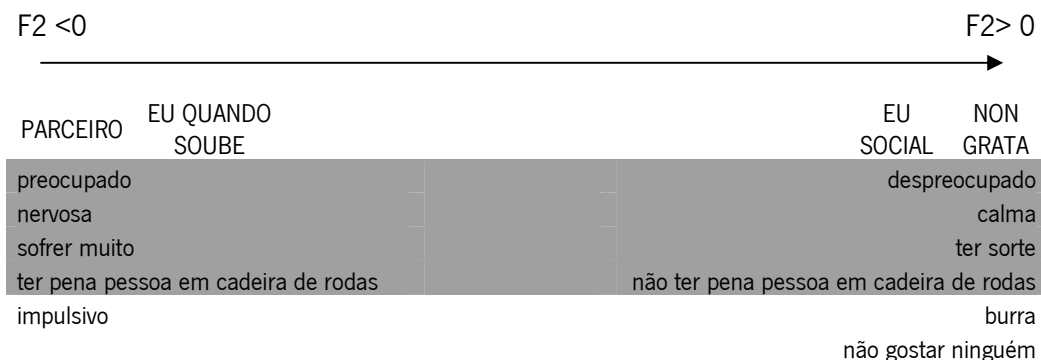 F2 <0 F2> 0
PARCEIRO EU QUANDO SOUBE EU SOCIAL NON GRATA
preocupado despreocupado
nervosa calma
sofrer muito ter sorte
ter pena pessoa em cadeira de rodas não ter pena pessoa em cadeira de rodas
impulsivo burra
não gostar ninguém